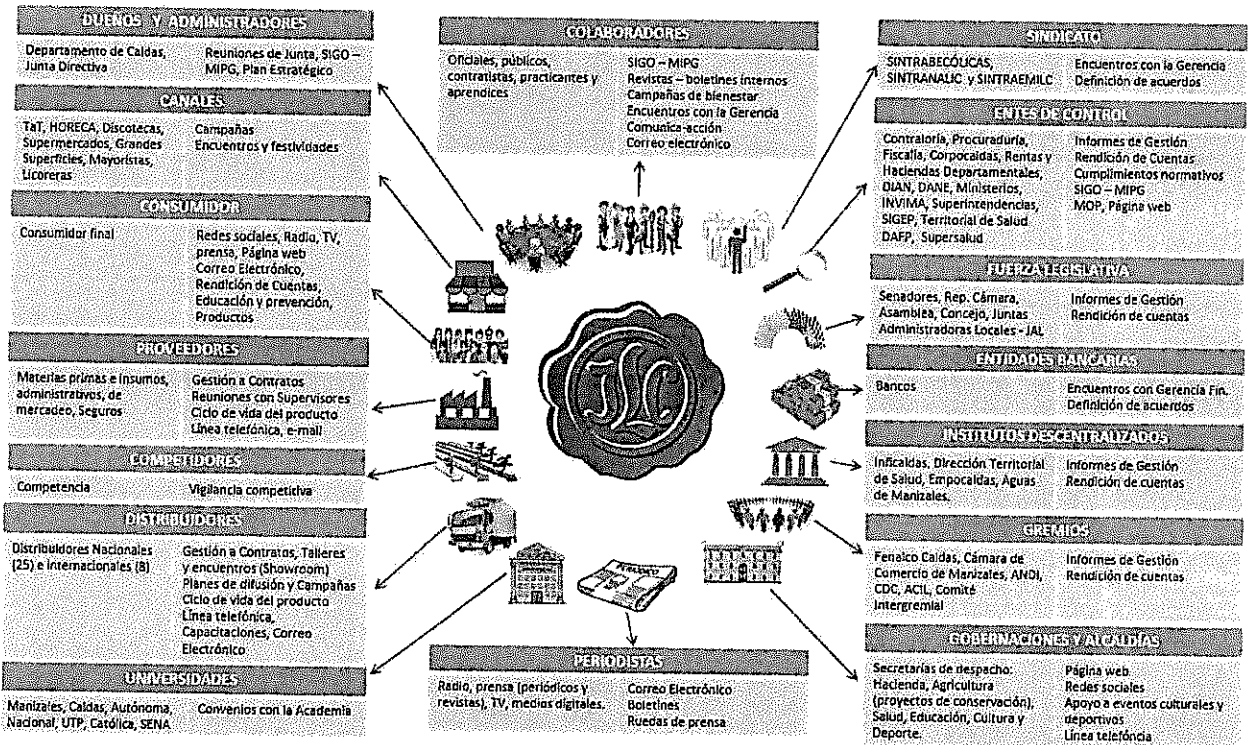 DUEÑOS Y ADMINISTRADORES
Departamento de Caldas,
Junta Directiva
Reuniones de Junta, SIGO –
MIPG, Plan Estratégico
CANALES
TaT, HORECA, Discotecas,
Supermercados, Grandes
Superficies, Mayoristas,
Licoreras
Campañas
Encuentros y festividades
CONSUMIDOR
Consumidor final
Redes sociales, Radio, TV,
prensa, Página web
Correo Electrónico,
Rendición de Cuentas,
Educación y prevención,
Productos
PROVEEDORES
Materias primas e insumos,
administrativos, de
mercadeo, Seguros
Gestión a Contratos
Reuniones con Supervisores
Ciclo de vida del producto
Línea telefónica, e-mail
COMPETIDORES
Competencia
Vigilancia competitiva
DISTRIBUIDORES
Distribuidores Nacionales
(25) e internacionales (8)
Gestión a Contratos, Talleres
y encuentros (Showroom)
Planes de difusión y Campañas
Ciclo de vida del producto
Línea telefónica,
Capacitaciones, Correo
Electrónico
UNIVERSIDADES
Manizales, Caldas, Autónoma,
Nacional, UTP, Católica, SENA
Convenios con la Academia
COLABORADORES
Oficiales, públicos,
contratistas, practicantes y
aprendices
SIGO – MIPG
Revistas – boletines internos
Campañas de bienestar
Encuentros con la Gerencia
Comunica-acción
Correo electrónico
ILC
PERIODICO
PERIODISTAS
Radio, prensa (periódicos y
revistas), TV, medios digitales.
Correo Electrónico
Boletines
Ruedas de prensa
SINDICATO
SINTRABECÓLICAS,
SINTRANALIC y SINTRAEMILC
Encuentros con la Gerencia
Definición de acuerdos
ENTES DE CONTROL
Contraloría, Procuraduría,
Fiscalía, Corpocaldas, Rentas y
Haciendas Departamentales,
DIAN, DANE, Ministerios,
INVIMA, Superintendencias,
SIGEP, Territorial de Salud
DAFP, Supersalud
Informes de Gestión
Rendición de Cuentas
Cumplimientos normativos
SIGO – MIPG
MOP, Página web
FUERZA LEGISLATIVA
Senadores, Rep. Cámara,
Asamblea, Concejo, Juntas
Administradoras Locales - JAL
Informes de Gestión
Rendición de cuentas
ENTIDADES BANCARIAS
Bancos
Encuentros con Gerencia Fin.
Definición de acuerdos
INSTITUTOS DESCENTRALIZADOS
Inficaldas, Dirección Territorial
de Salud, Empocaldas, Aguas
de Manizales.
Informes de Gestión
Rendición de cuentas
GREMIOS
Fenalco Caldas, Cámara de
Comercio de Manizales, ANDI,
CDC, ACIL, Comité
Intergremial
Informes de Gestión
Rendición de cuentas
GOBERNACIONES Y ALCALDÍAS
Secretarías de despacho:
Hacienda, Agricultura
(proyectos de conservación),
Salud, Educación, Cultura y
Deporte.
Página web
Redes sociales
Apoyo a eventos culturales y
deportivos
Línea telefóncia